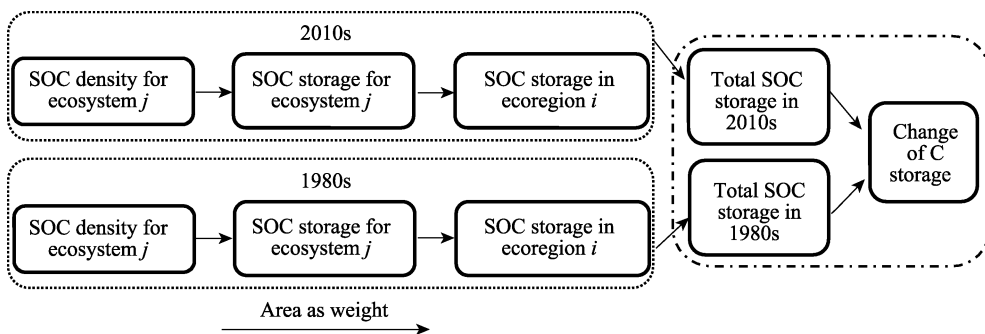 2010s
SOC density for
ecosystem j
SOC storage for
ecosystem j
SOC storage in
ecoregion i
Total SOC
storage in
2010s
Change
of C
storage
1980s
SOC density for
ecosystem j
SOC storage for
ecosystem j
SOC storage in
ecoregion i
Total SOC
storage in
1980s
Area as weight